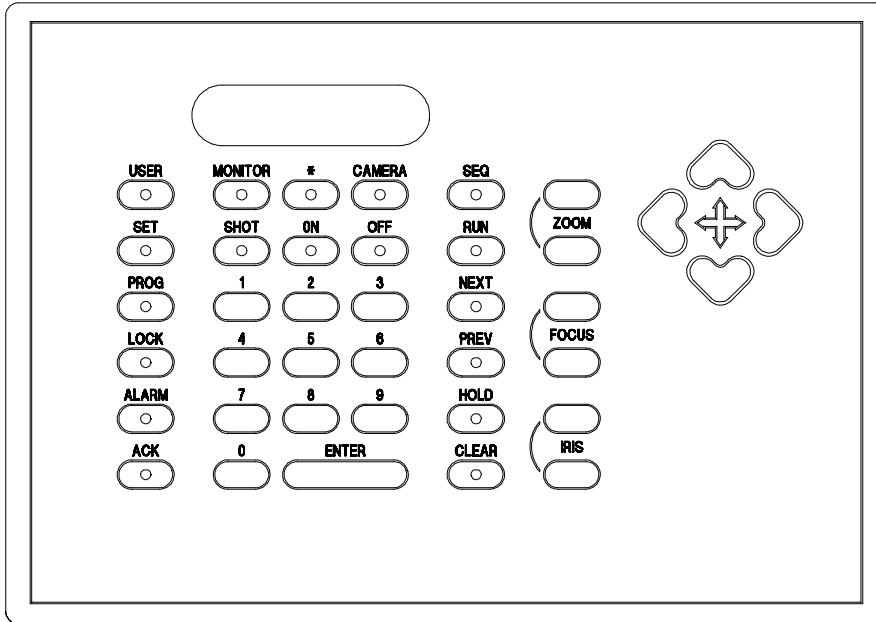 USER MONITOR * CAMERA SEQ
ZOOM
SET SHOT ON OFF RUN
PROG 1 2 3 NEXT
FOCUS
LOCK 4 5 6 PREV
ALARM 7 8 9 HOLD
IRIS
ACK 0 ENTER CLEAR